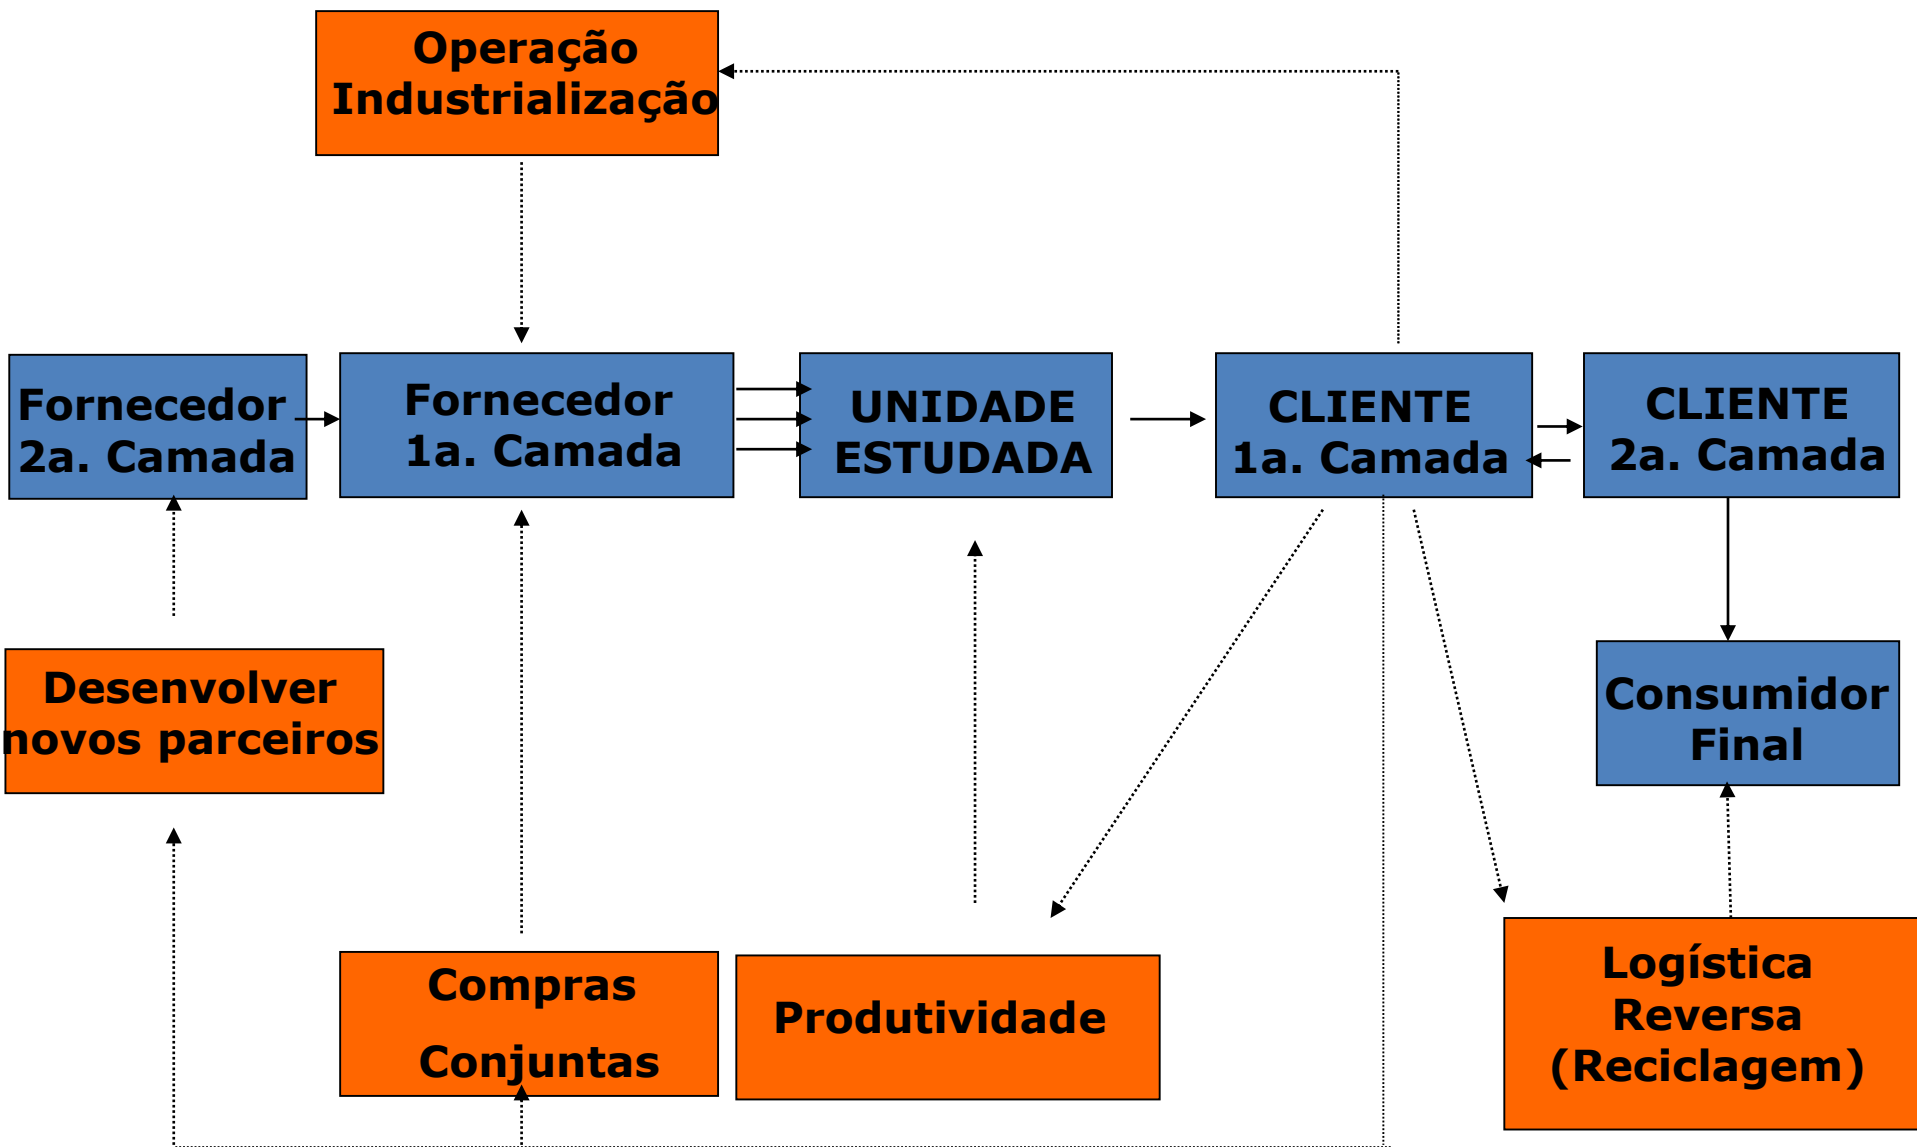 Operação
Industrialização
Fornecedor
2a. Camada
Fornecedor
1a. Camada
UNIDADE
ESTUDADA
CLIENTE
1a. Camada
CLIENTE
2a. Camada
Desenvolver
novos parceiros
Consumidor
Final
Compras
Conjuntas
Produtividade
Logística
Reversa
(Reciclagem)